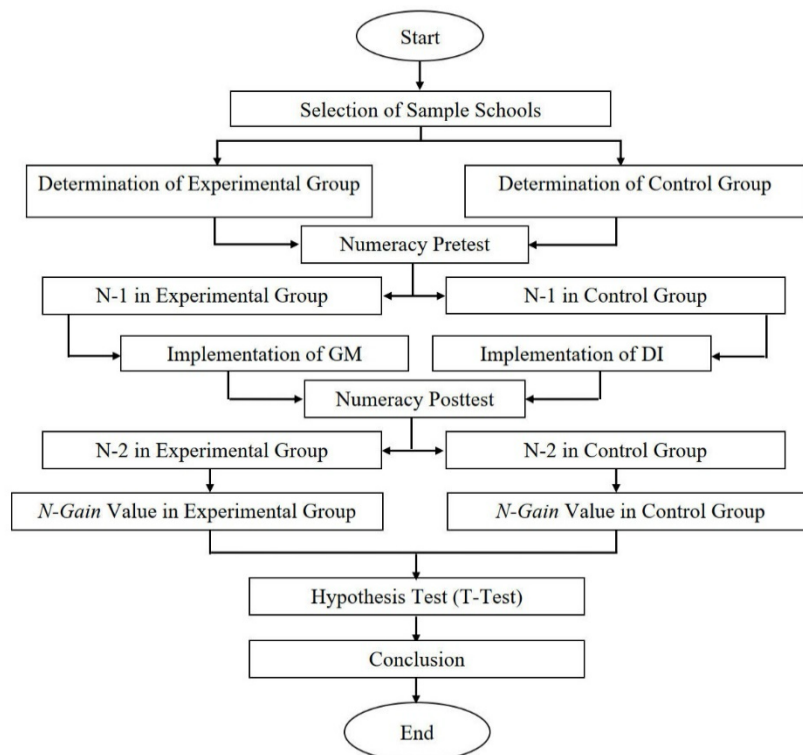 Start
Selection of Sample Schools
Determination of Experimental Group
Determination of Control Group
Numeracy Pretest
N-1 in Experimental Group
N-1 in Control Group
Implementation of GM
Implementation of DI
Numeracy Posttest
N-2 in Experimental Group
N-2 in Control Group
N-Gain Value in Experimental Group
N-Gain Value in Control Group
Hypothesis Test (T-Test)
Conclusion
End